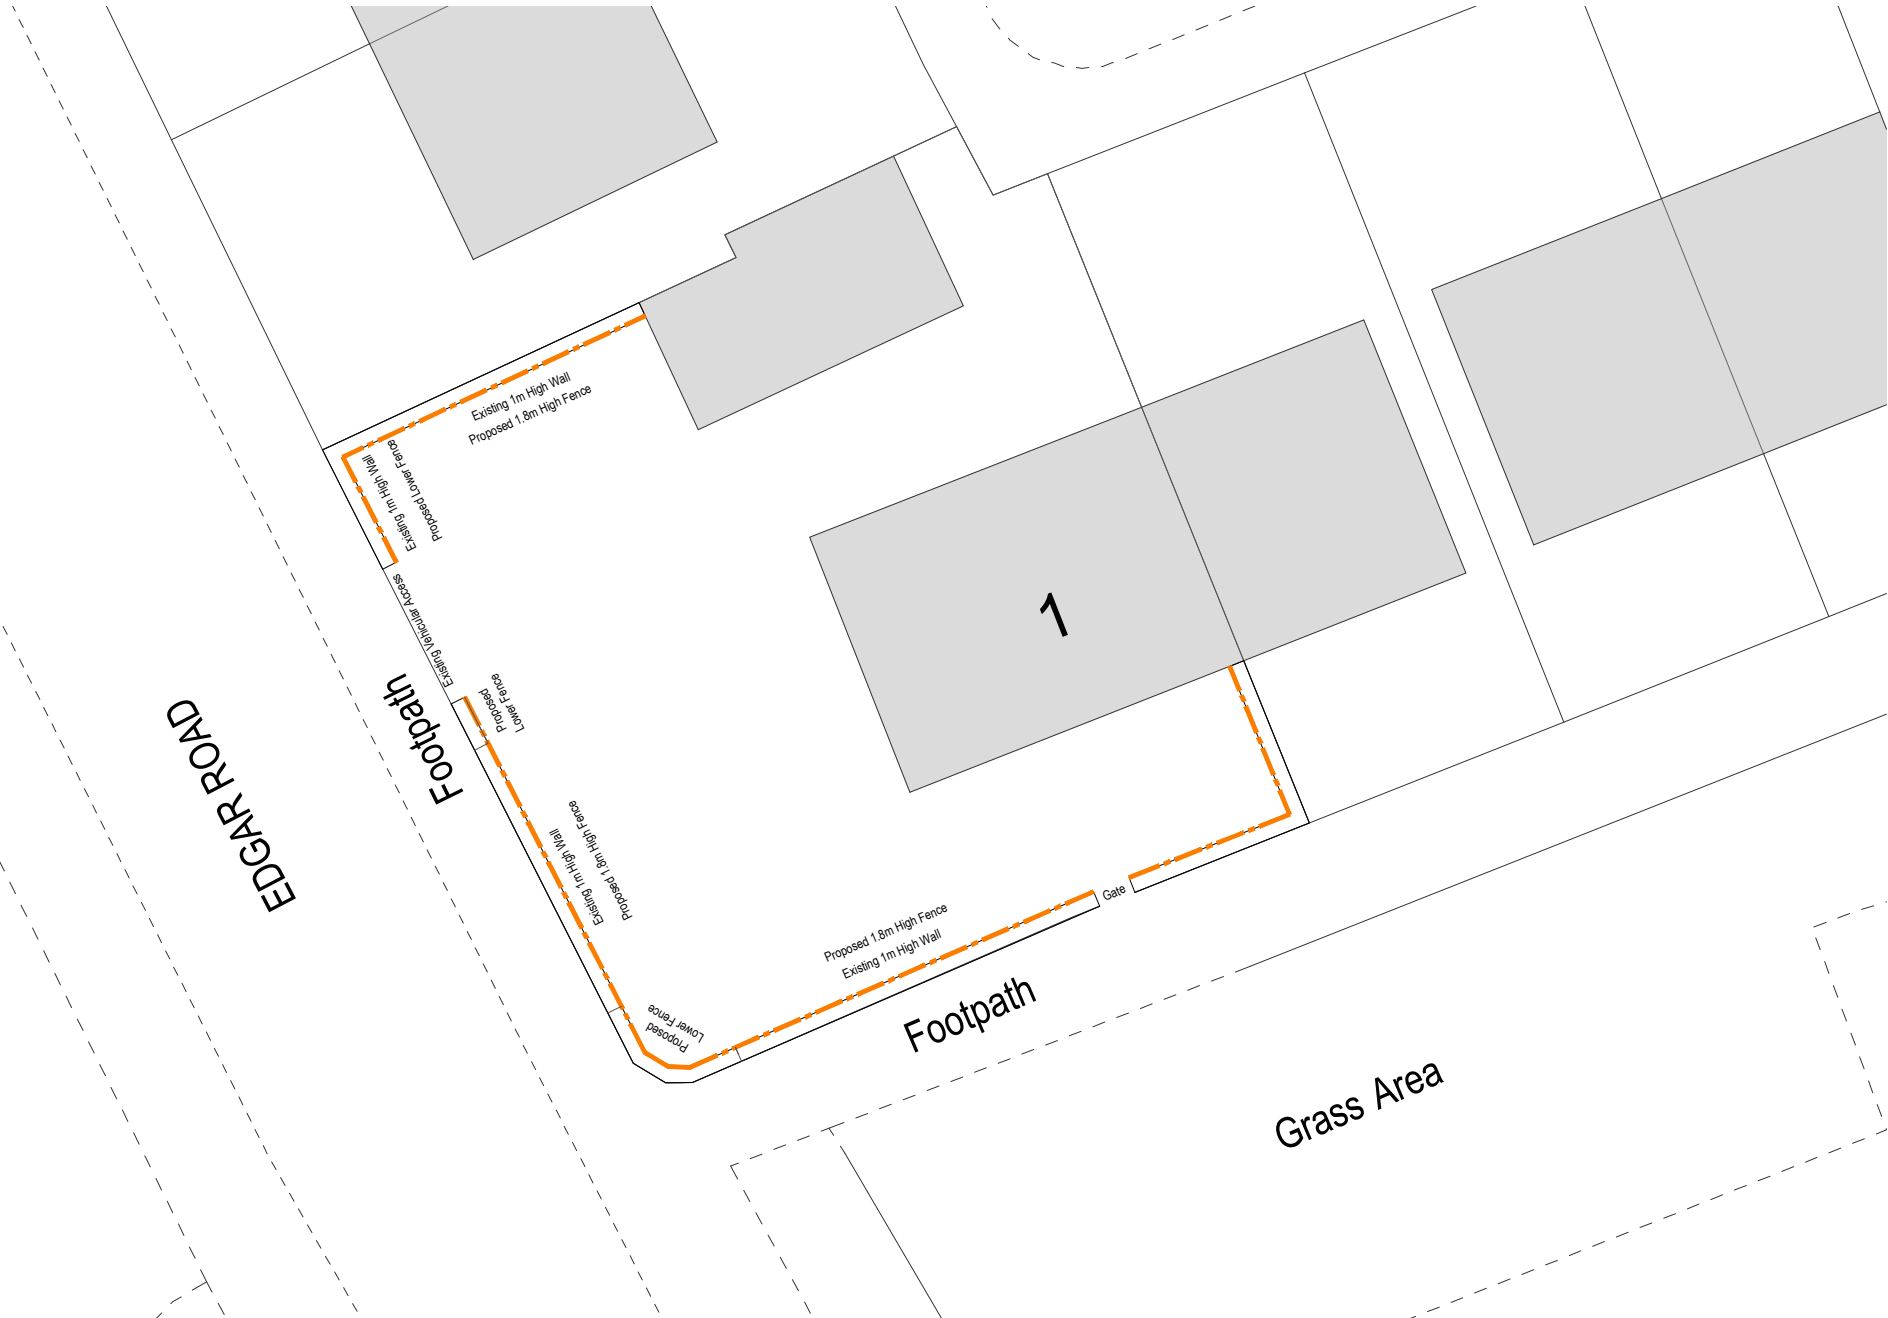 Existing 1m High Wall
Proposed 1.8m High Fence
Proposed Lower Fence
Existing 1m High Wall
Existing Vehicular Access
Proposed
Lower Fence
1
Footpath
EDGAR ROAD
Proposed 1.8m High Fence
Existing 1m High Wall
Gate
Proposed 1.8m High Fence
Existing 1m High Wall
Proposed
Lower Fence
Footpath
Grass Area